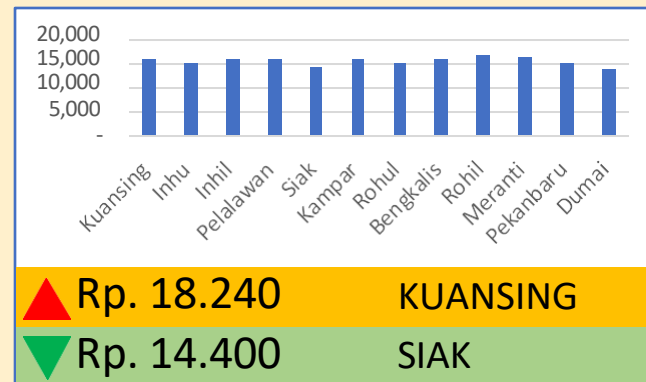 20,000
15,000
10,000
5,000
-
Kuansing
Inhu
Inhil
Pelalawan
Siak
Kampar
Rohul
Bengkalis
Rohil
Meranti
Pekanbaru
Dumai
Rp. 18.240 KUANSING
Rp. 14.400 SIAK